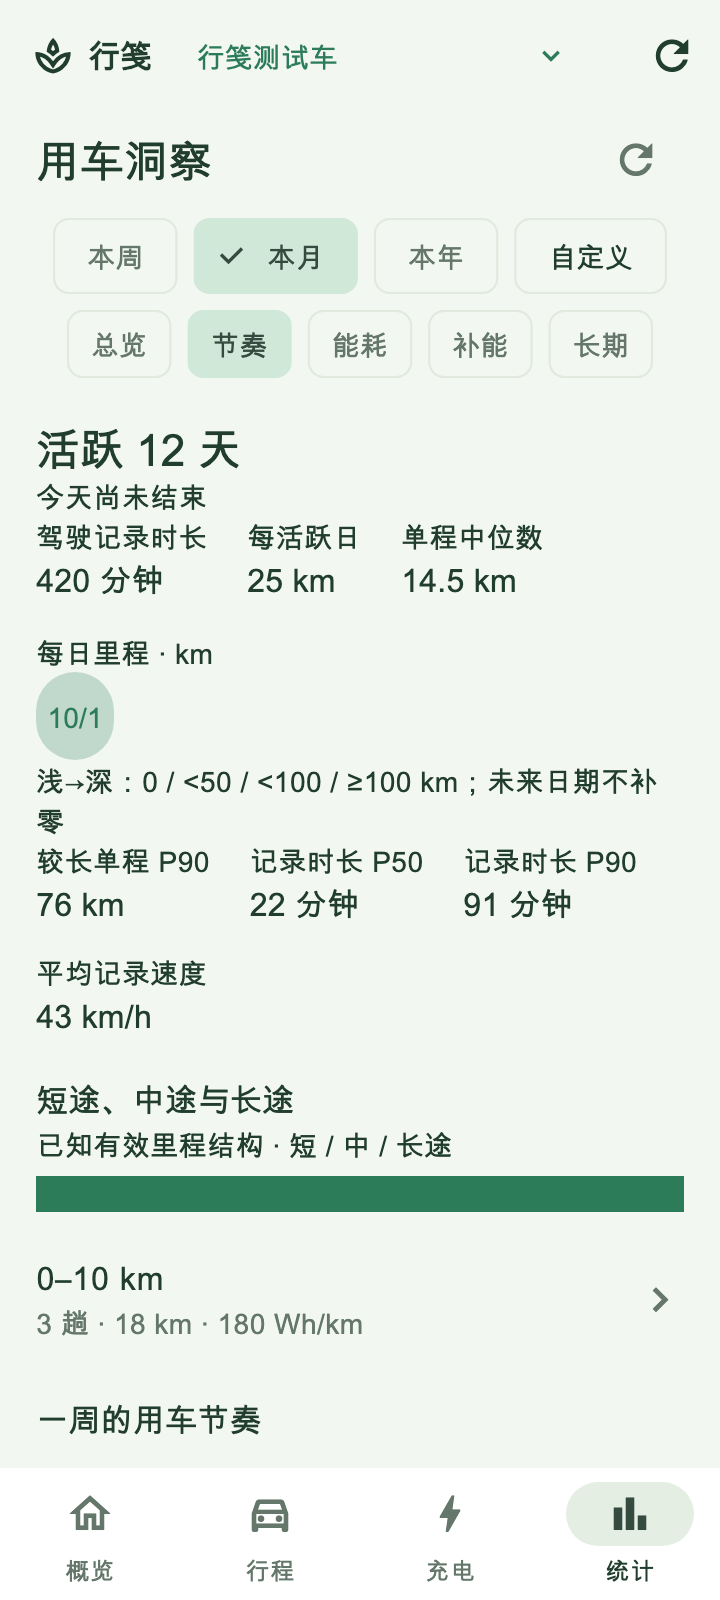 行笺 行笺测试车
用车洞察
本周 本月 本年 自定义
总览 节奏 能耗 补能 长期
活跃 12 天
今天尚未结束
驾驶记录时长 每活跃日 单程中位数
420 分钟 25 km 14.5 km
每日里程 · km
10/1
浅→深：0 / <50 / <100 / ≥100 km；未来日期不补
零
较长单程 P90 记录时长 P50 记录时长 P90
76 km 22 分钟 91 分钟
平均记录速度
43 km/h
短途、中途与长途
已知有效里程结构 · 短 / 中 / 长途
0–10 km
3 趟 · 18 km · 180 Wh/km
一周的用车节奏
概览 行程 充电 统计